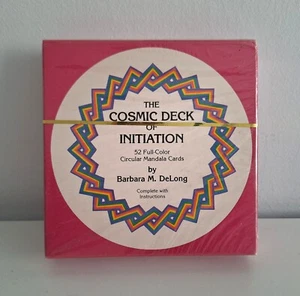 THE
COSMIC DECK
OF
INITIATION
52 Full-Color
Circular Mandala Cards
by
Barbara M. DeLong
Complete with
Instructions